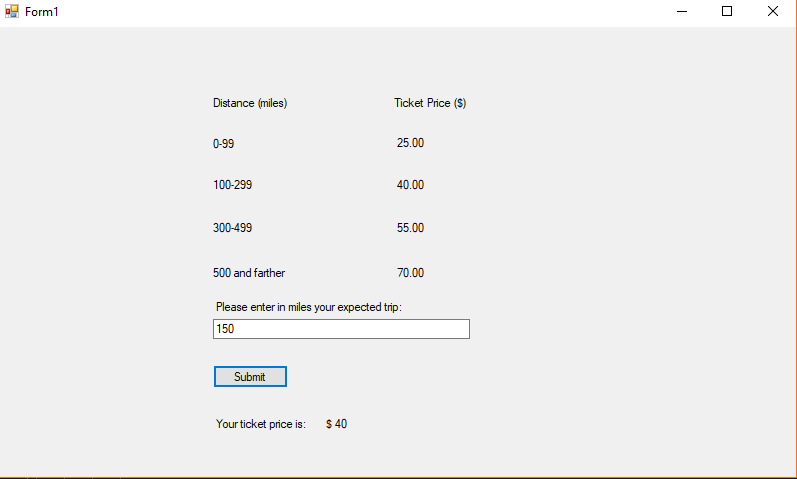 Form1
Distance (miles) Ticket Price ($)
0-99 25.00
100-299 40.00
300-499 55.00
500 and farther 70.00
Please enter in miles your expected trip:
150
Submit
Your ticket price is: $ 40